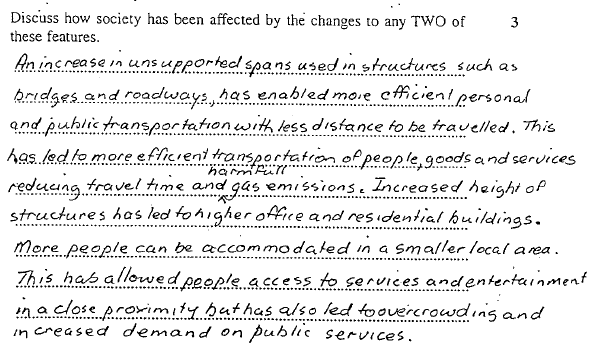 Discuss how society has been affected by the changes to any TWO of 3
these features.
An increase in unsupported spans used in structures such as
bridges and roadways, has enabled more efficient personal
and public transportation with less distance to be travelled. This
has led to more efficient transportation of people, goods and services
harmfull
reducing travel time and gas emissions. Increased height of
structures has led to higher office and residential buildings.
More people can be accommodated in a smaller local area.
This has allowed people access to services and entertainment
in a close proximity but has also led to overcrowding and
increased demand on public services.